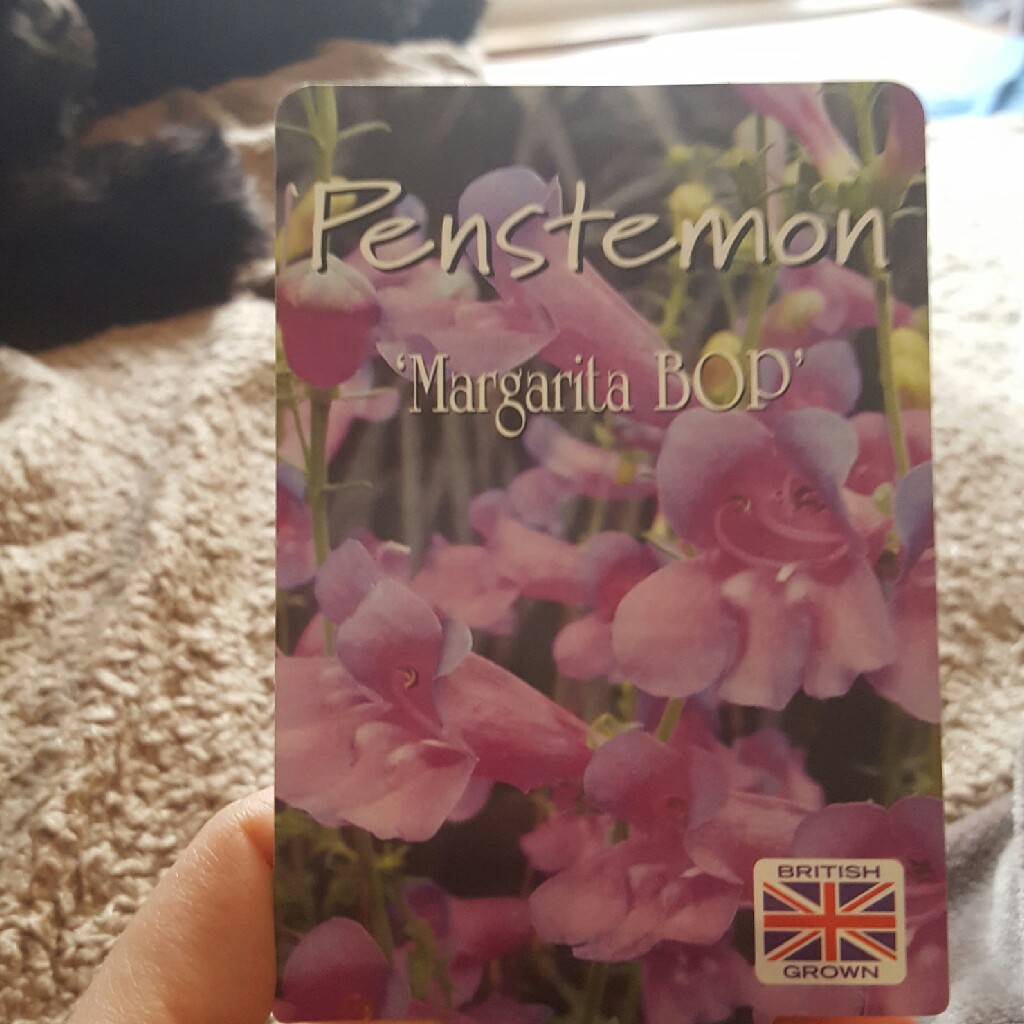 Penstemon
'Margarita BOP'
BRITISH
GROWN